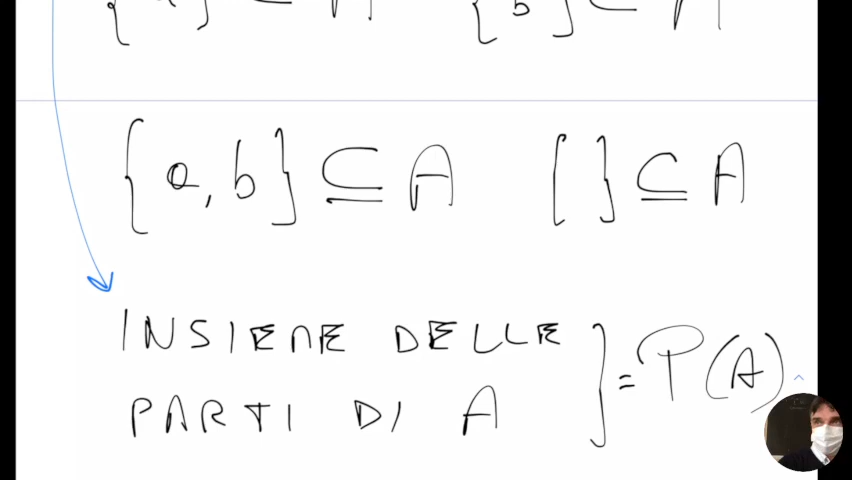 {a} ⊆ A {b} ⊆ A
{a, b} ⊆ A { } ⊆ A
INSIEME DELLE
PARTI DI A } = P(A)